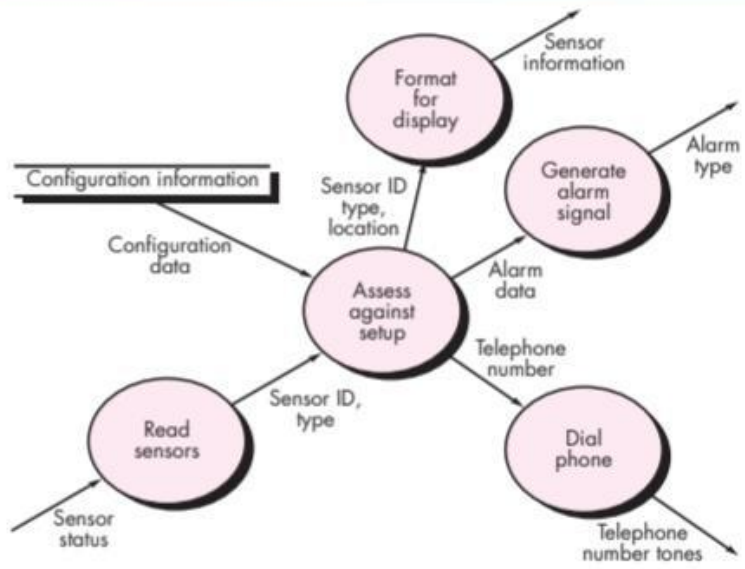 Format
for
display
Sensor
information
Generate
alarm
signal
Alarm
type
Configuration information
Sensor ID
type,
location
Configuration
data
Assess
against
setup
Alarm
data
Telephone
number
Sensor ID,
type
Read
sensors
Dial
phone
Sensor
status
Telephone
number tones